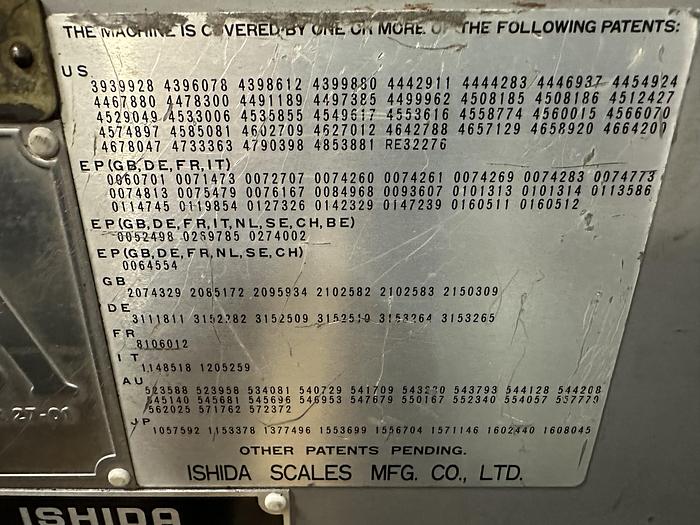 THE MACHINE IS COVERED BY ONE OR MORE OF THE FOLLOWING PATENTS:
US
3939928 4396078 4398612 4399880 4442911 4444283 4446937 4454924
4467880 4478300 4491189 4497385 4499962 4508185 4508186 4512427
4529049 4533006 4535855 4549617 4553616 4558774 4560015 4566070
4574897 4585081 4602709 4627012 4642788 4657129 4658920 4664200
4678047 4733363 4790398 4853881 RE32276
EP(GB,DE,FR,IT)
0060701 0071473 0072707 0074260 0074261 0074269 0074283 0074773
0074813 0075479 0076167 0084968 0093607 0101313 0101314 0113586
0114745 0119854 0127326 0142039 0147239 0160511 0160512
EP(GB,DE,FR,IT,NL,SE,CH,BE)
0052498 0269785 0274002
EP(GB,DE,FR,NL,SE,CH)
0064554
GB
2074329 2085172 2095934 2102582 2102583 2150309
DE
3111811 3152282 3152509 3152510 3153264 3153265
FR
8106012
IT
1148518 1205259
AU
523588 523958 534081 540729 541709 543793 544128 544208
545140 545681 545696 546953 547679 550167 552340 554057
562025 571762 572372
JP
1057592 1153378 1377496 1553699 1556704 1571146 1602440 1608045
OTHER PATENTS PENDING.
ISHIDA SCALES MFG. CO., LTD.
27-01
ISHIDA